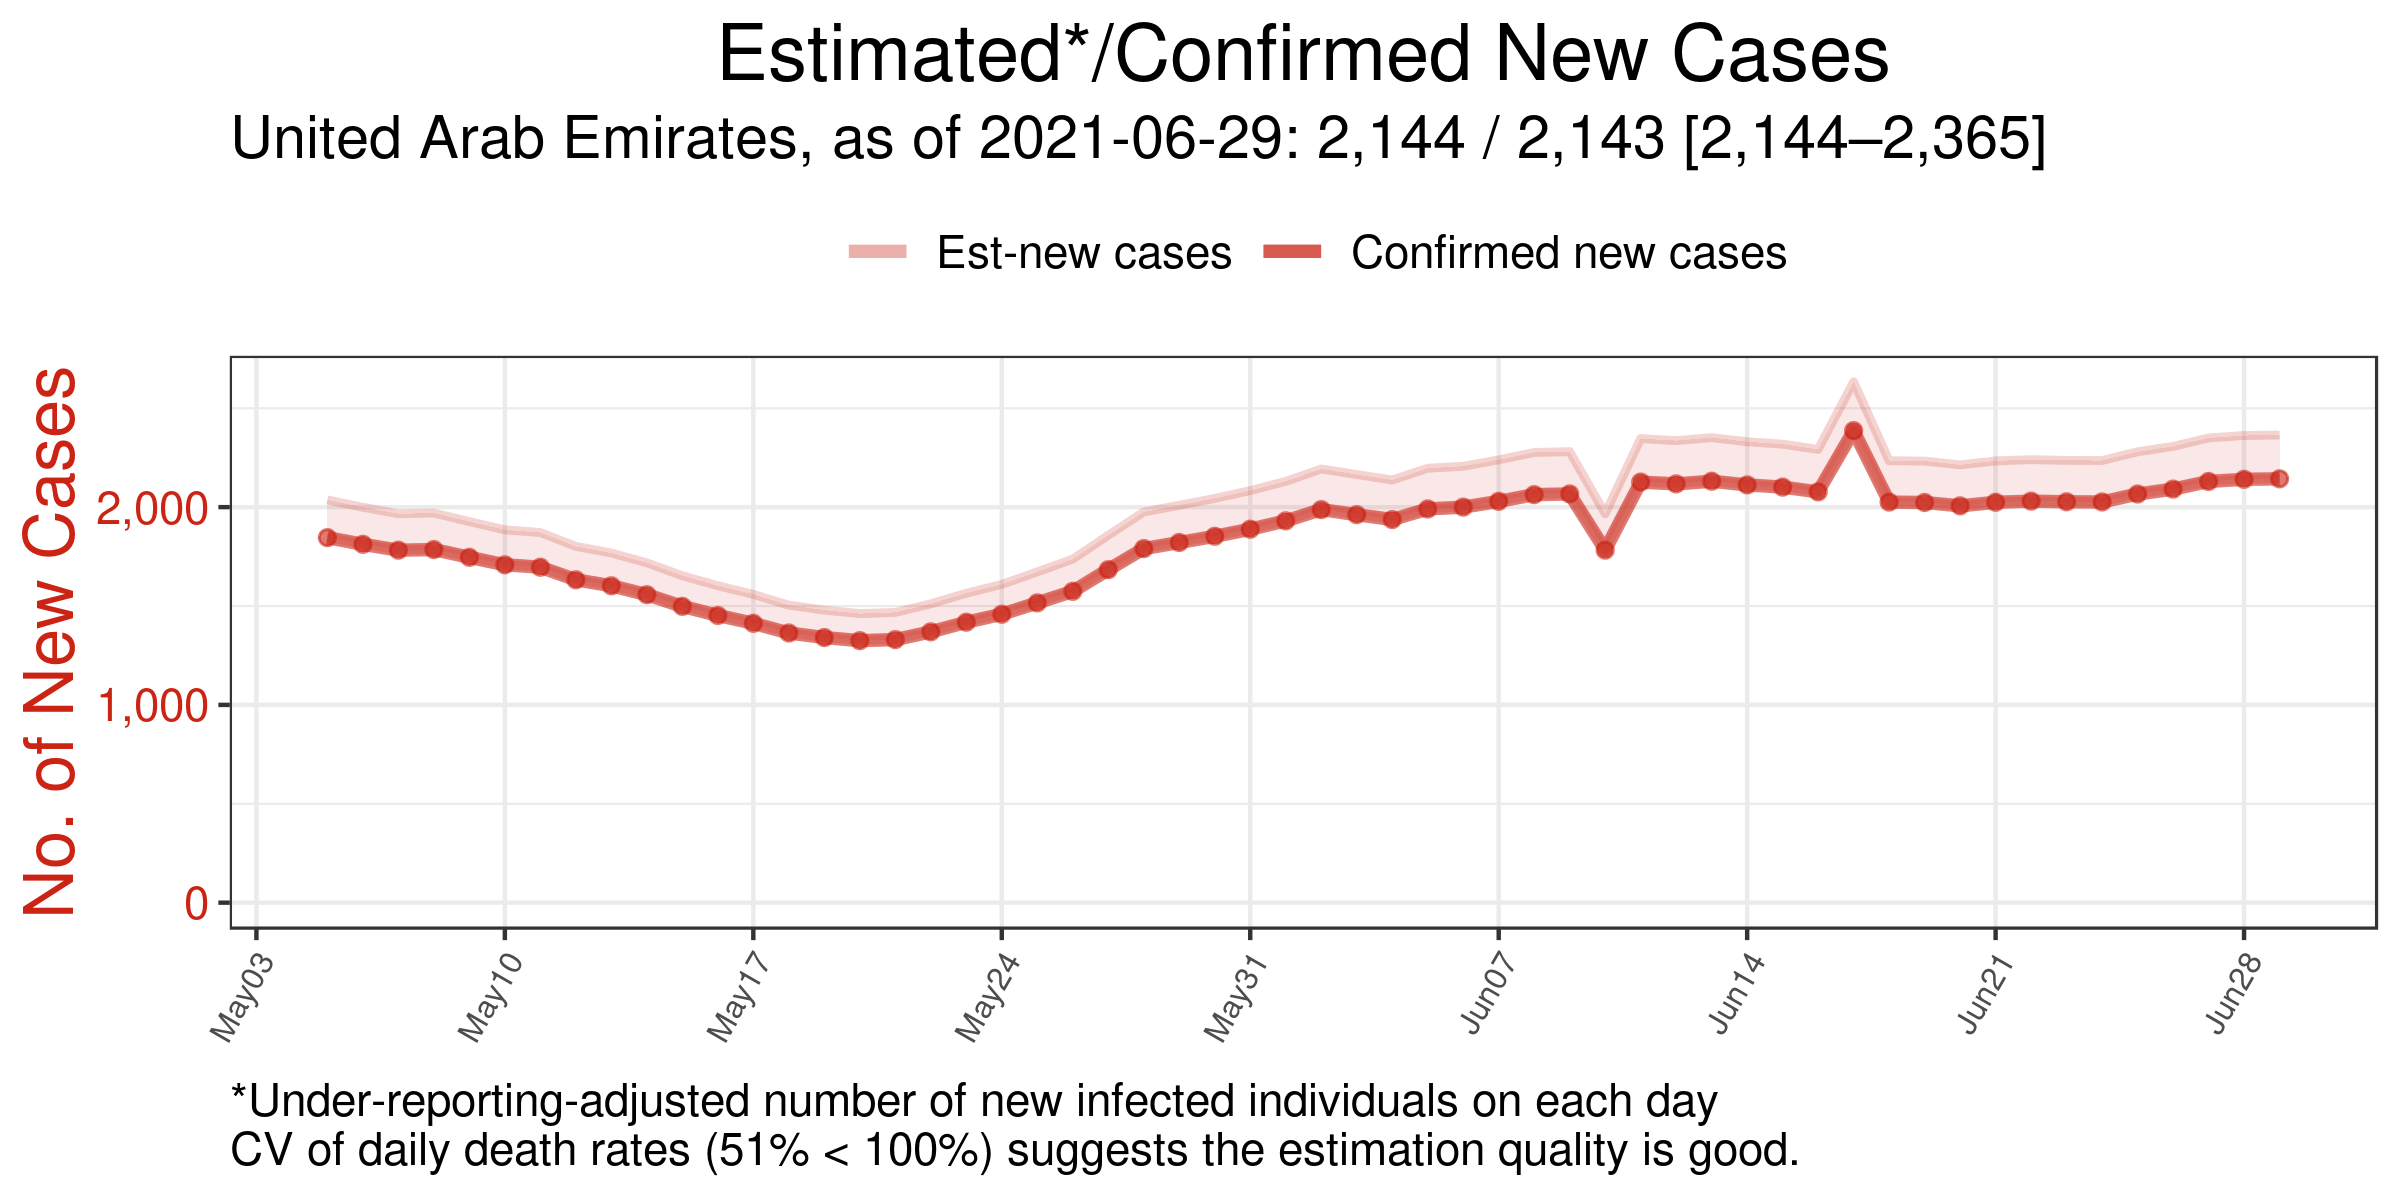 Estimated*/Confirmed New Cases
United Arab Emirates, as of 2021-06-29: 2,144 / 2,143 [2,144–2,365]
Est-new cases
Confirmed new cases
No. of New Cases
2,000
1,000
0
May03
May10
May17
May24
May31
Jun07
Jun14
Jun21
Jun28
*Under-reporting-adjusted number of new infected individuals on each day
CV of daily death rates (51% < 100%) suggests the estimation quality is good.